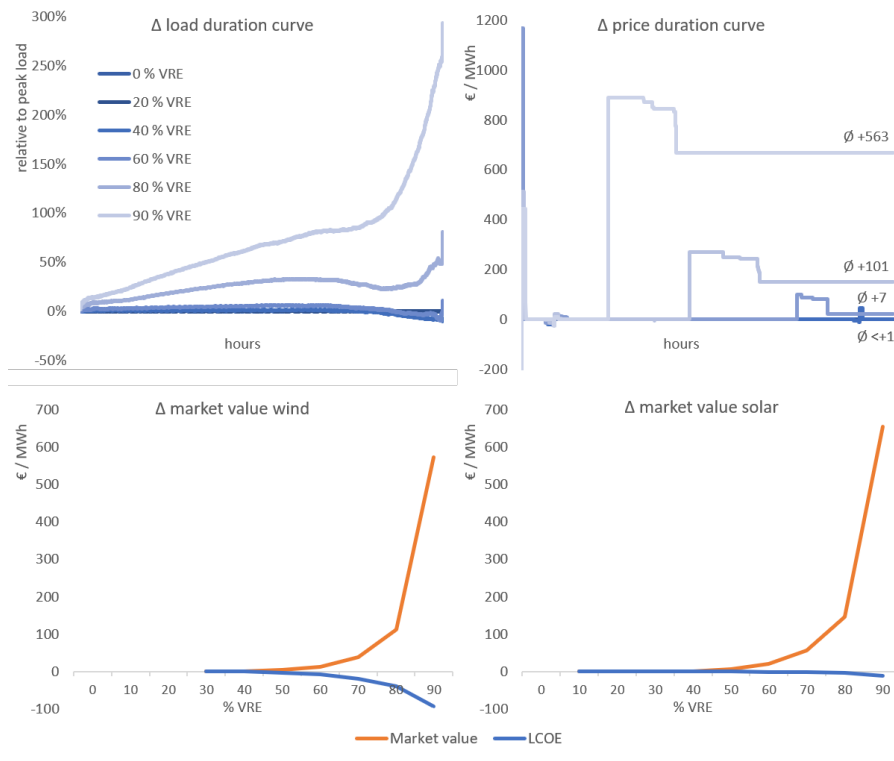 Δ load duration curve
relative to peak load
300%
250%
200%
150%
100%
50%
0%
-50%
0 % VRE
20 % VRE
40 % VRE
60 % VRE
80 % VRE
90 % VRE
hours
Δ price duration curve
€ / MWh
1200
1000
800
600
400
200
0
-200
Ø +563
Ø +101
Ø +7
Ø <+1
hours
Δ market value wind
€ / MWh
700
600
500
400
300
200
100
0
-100
0 10 20 30 40 50 60 70 80 90
% VRE
Δ market value solar
€ / MWh
700
600
500
400
300
200
100
0
-100
0 10 20 30 40 50 60 70 80 90
% VRE
Market value LCOE